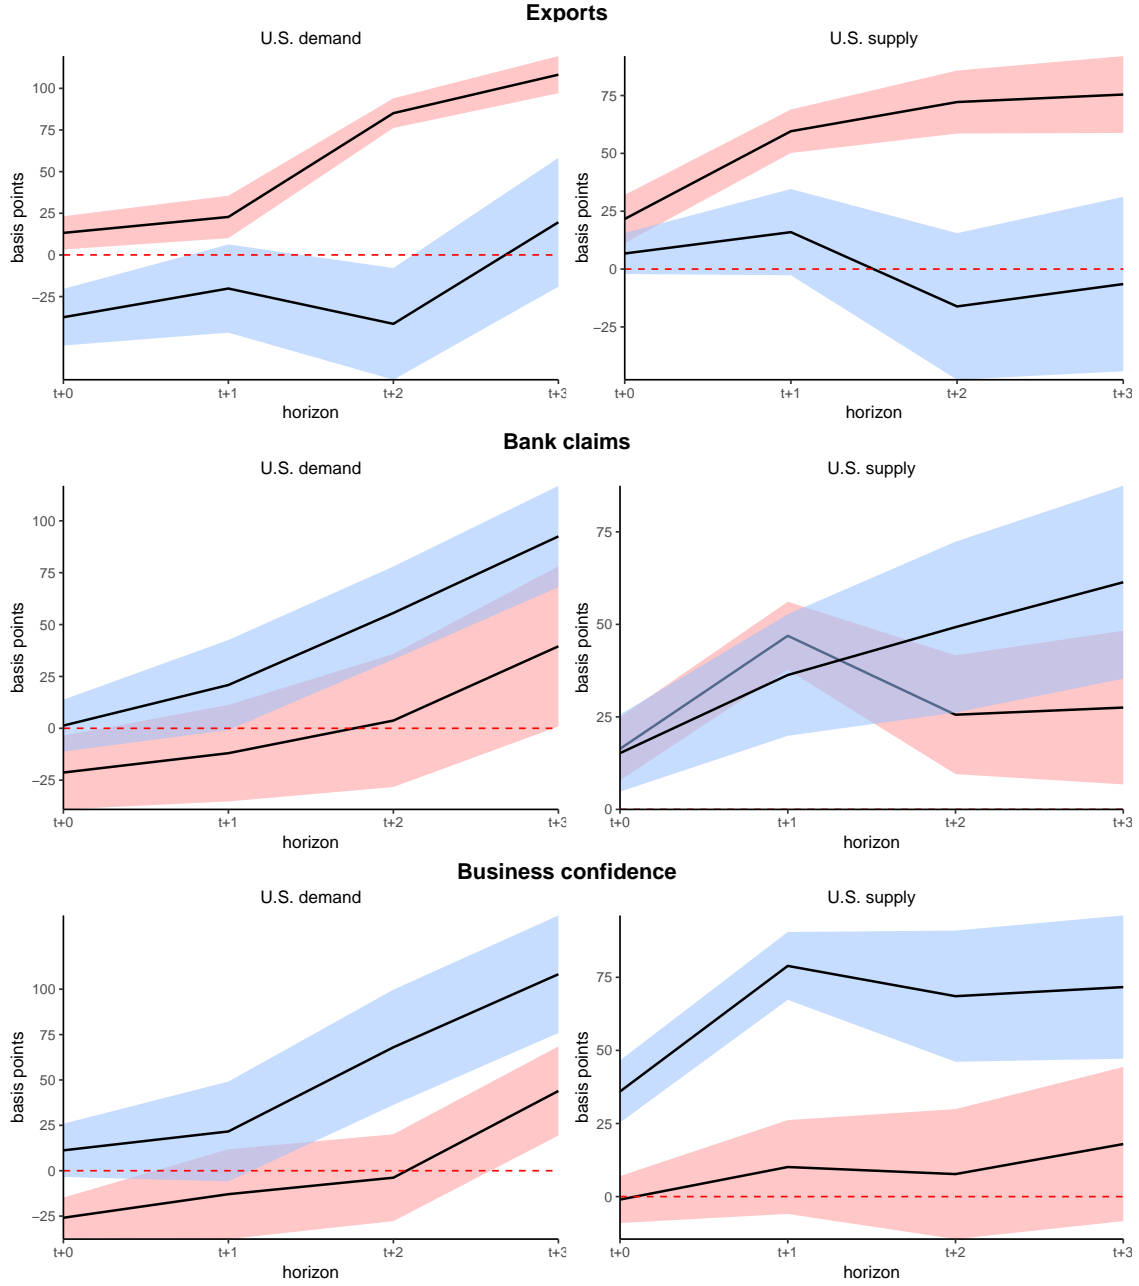 Exports
U.S. demand
U.S. supply
basis points
100
75
50
25
0
−25
t+0
t+1
t+2
t+3
horizon
basis points
75
50
25
0
−25
t+0
t+1
t+2
t+3
horizon
Bank claims
U.S. demand
U.S. supply
basis points
100
75
50
25
0
−25
t+0
t+1
t+2
t+3
horizon
basis points
75
50
25
0
t+0
t+1
t+2
t+3
horizon
Business confidence
U.S. demand
U.S. supply
basis points
100
75
50
25
0
−25
t+0
t+1
t+2
t+3
horizon
basis points
75
50
25
0
t+0
t+1
t+2
t+3
horizon